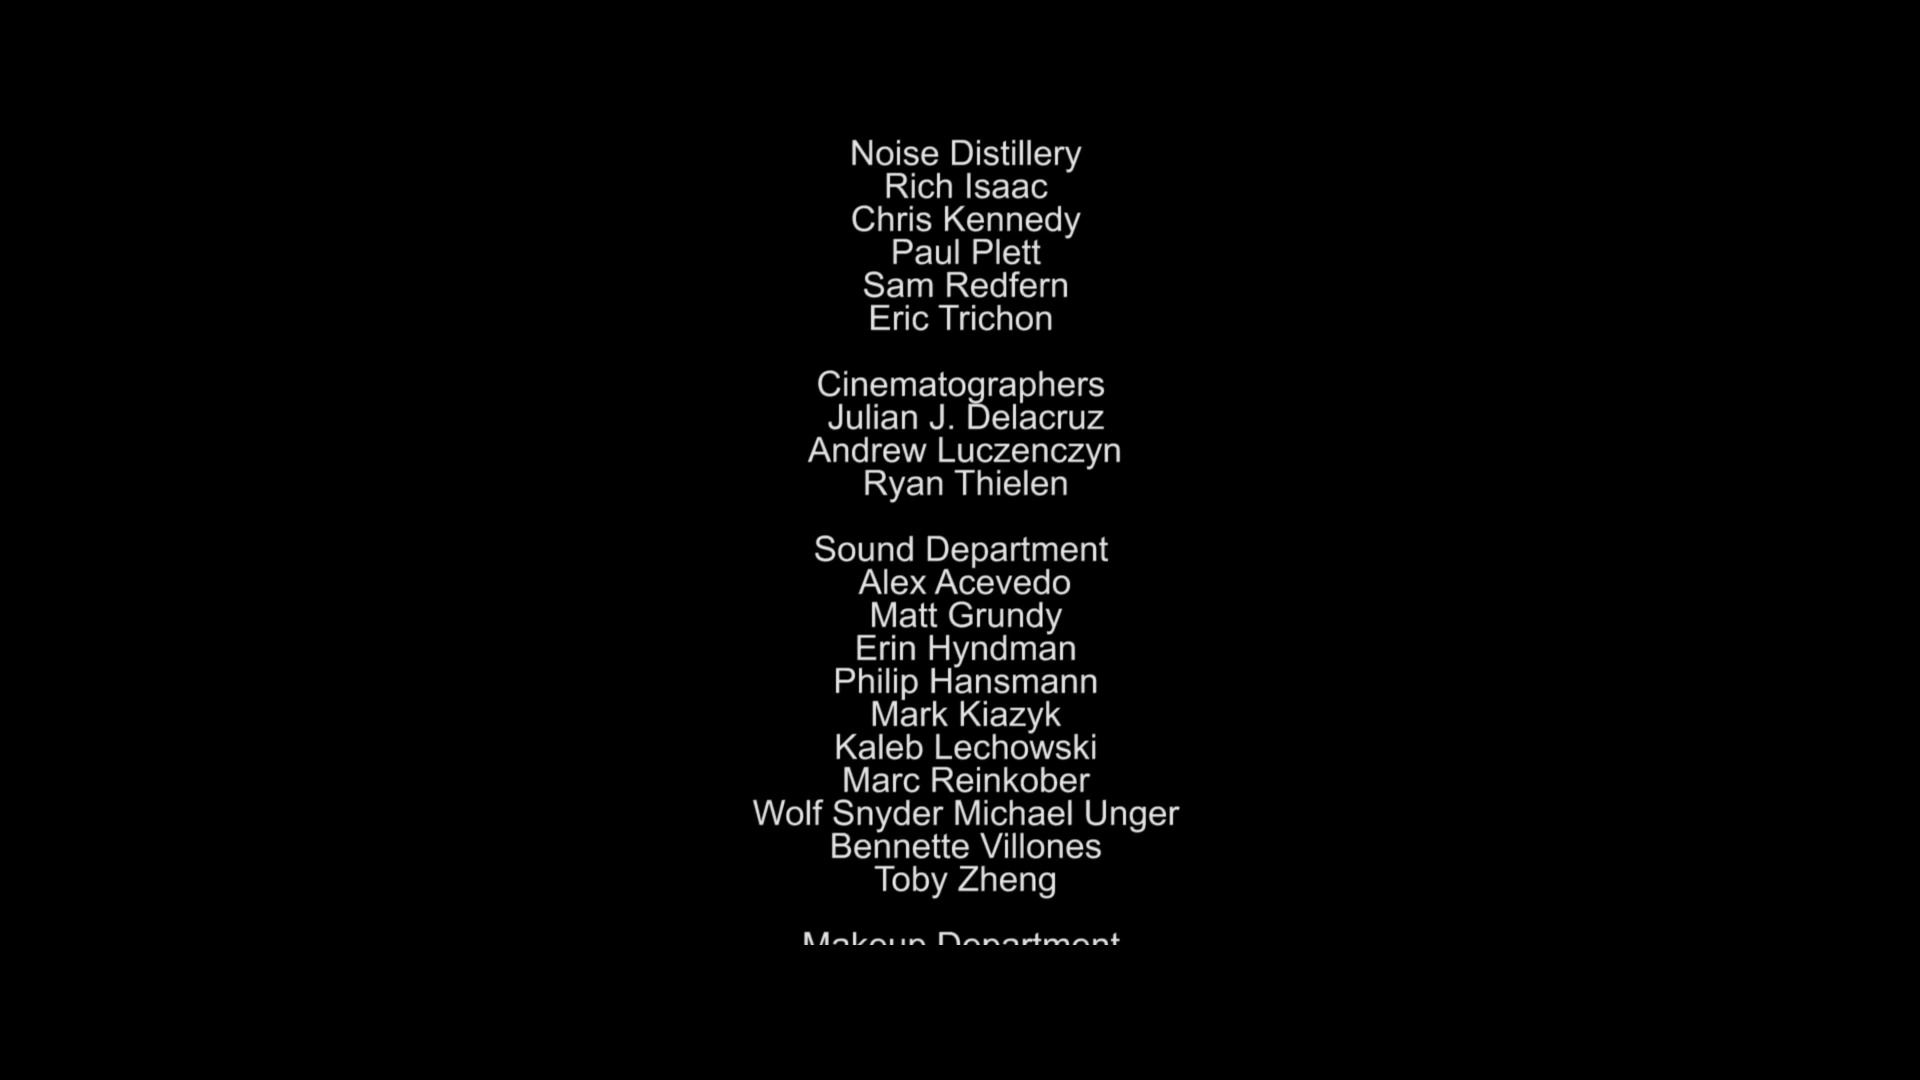 Noise Distillery
Rich Isaac
Chris Kennedy
Paul Plett
Sam Redfern
Eric Trichon
Cinematographers
Julian J. Delacruz
Andrew Luczenczyn
Ryan Thielen
Sound Department
Alex Acevedo
Matt Grundy
Erin Hyndman
Philip Hansmann
Mark Kiazyk
Kaleb Lechowski
Marc Reinkober
Wolf Snyder Michael Unger
Bennette Villones
Toby Zheng
Makeup Department